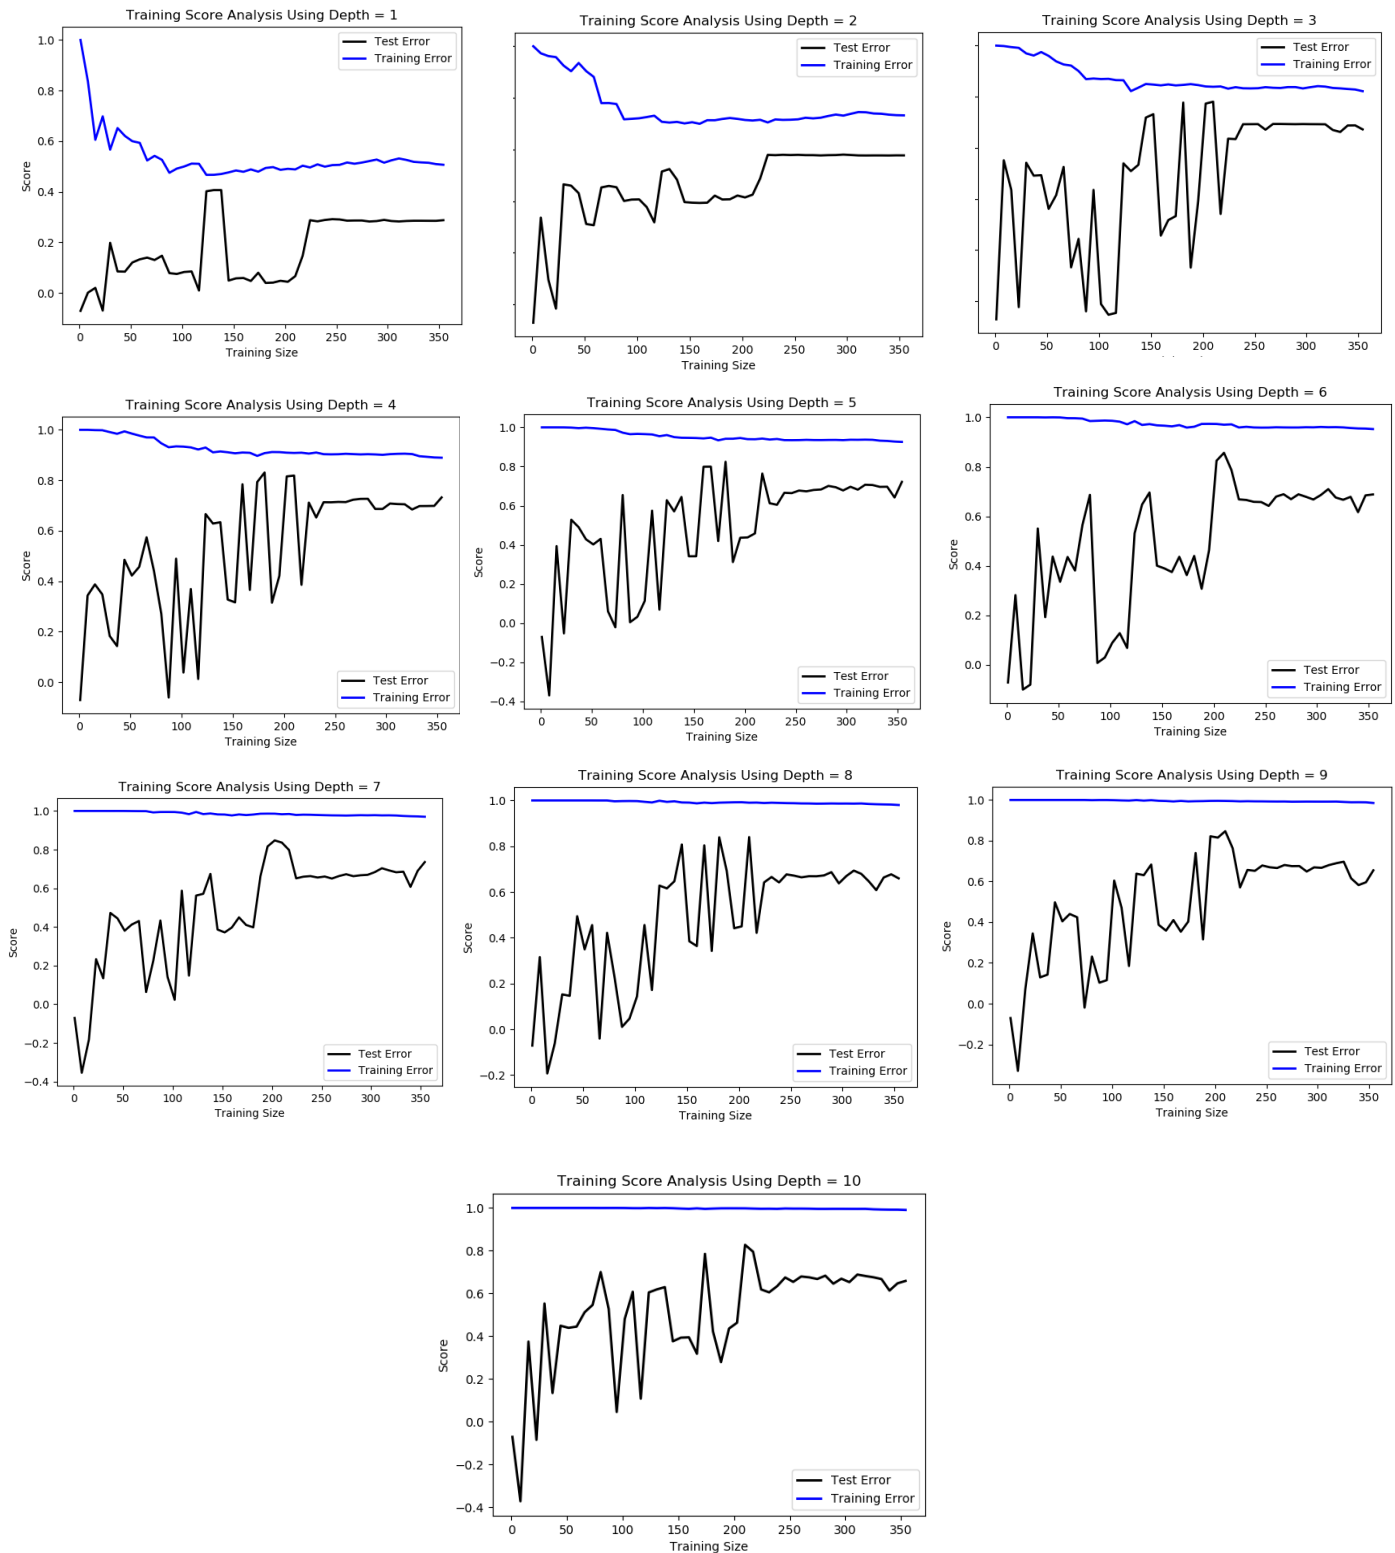 Training Score Analysis Using Depth = 1
1.0
0.8
0.6
0.4
0.2
0.0
Score
Test Error
Training Error
0 50 100 150 200 250 300 350
Training Size
Training Score Analysis Using Depth = 2
Test Error
Training Error
0 50 100 150 200 250 300 350
Training Size
Training Score Analysis Using Depth = 3
Test Error
Training Error
0 50 100 150 200 250 300 350
Training Score Analysis Using Depth = 4
1.0
0.8
0.6
0.4
0.2
0.0
Score
Test Error
Training Error
0 50 100 150 200 250 300 350
Training Size
Training Score Analysis Using Depth = 5
1.0
0.8
0.6
0.4
0.2
0.0
−0.2
−0.4
Score
Test Error
Training Error
0 50 100 150 200 250 300 350
Training Size
Training Score Analysis Using Depth = 6
1.0
0.8
0.6
0.4
0.2
0.0
Score
Test Error
Training Error
0 50 100 150 200 250 300 350
Training Size
Training Score Analysis Using Depth = 7
1.0
0.8
0.6
0.4
0.2
0.0
−0.2
−0.4
Score
Test Error
Training Error
0 50 100 150 200 250 300 350
Training Size
Training Score Analysis Using Depth = 8
1.0
0.8
0.6
0.4
0.2
0.0
−0.2
Score
Test Error
Training Error
0 50 100 150 200 250 300 350
Training Size
Training Score Analysis Using Depth = 9
1.0
0.8
0.6
0.4
0.2
0.0
−0.2
Score
Test Error
Training Error
0 50 100 150 200 250 300 350
Training Size
Training Score Analysis Using Depth = 10
1.0
0.8
0.6
0.4
0.2
0.0
−0.2
−0.4
Score
Test Error
Training Error
0 50 100 150 200 250 300 350
Training Size